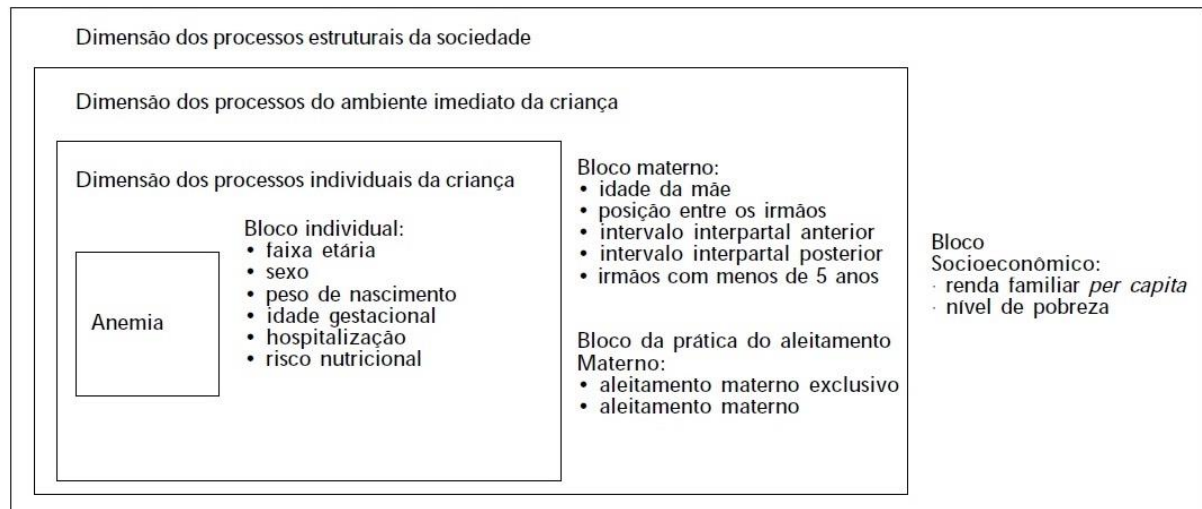 Dimensão dos processos estruturais da sociedade
Dimensão dos processos do ambiente imediato da criança
Dimensão dos processos individuais da criança
Anemia
Bloco individual:
• faixa etária
• sexo
• peso de nascimento
• idade gestacional
• hospitalização
• risco nutricional
Bloco materno:
• idade da mãe
• posição entre os irmãos
• intervalo interpartal anterior
• intervalo interpartal posterior
• irmãos com menos de 5 anos
Bloco da prática do aleitamento
Materno:
• aleitamento materno exclusivo
• aleitamento materno
Bloco
Socioeconômico:
· renda familiar per capita
· nível de pobreza